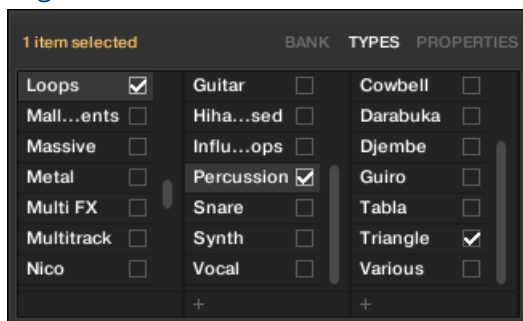 1 item selected BANK TYPES PROPERTIES
Loops Guitar Cowbell
Mall...ents Hiha...sed Darabuka
Massive Influ...ops Djembe
Metal Percussion Guiro
Multi FX Snare Tabla
Multitrack Synth Triangle
Nico Vocal Various
+ +